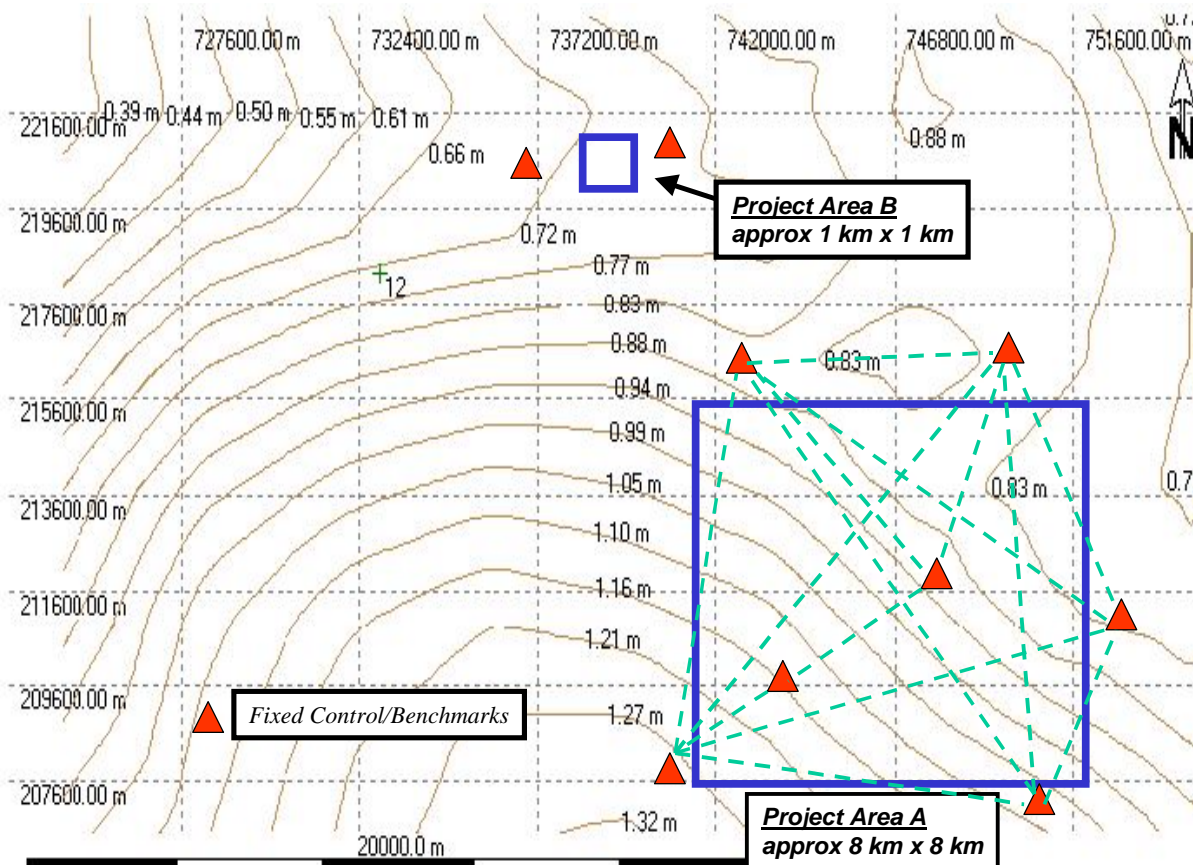 727600.00 m
732400.00 m
737200.00 m
742000.00 m
746800.00 m
751600.00 m
221600.00 m
0.39 m
0.44 m
0.50 m
0.55 m
0.61 m
0.66 m
0.88 m
N
Project Area B
approx 1 km x 1 km
219600.00 m
0.72 m
0.77 m
12
217600.00 m
0.83 m
0.88 m
0.83 m
0.94 m
215600.00 m
0.99 m
1.05 m
0.83 m
213600.00 m
1.10 m
1.16 m
211600.00 m
1.21 m
209600.00 m
Fixed Control/Benchmarks
1.27 m
207600.00 m
1.32 m
Project Area A
approx 8 km x 8 km
20000.0 m